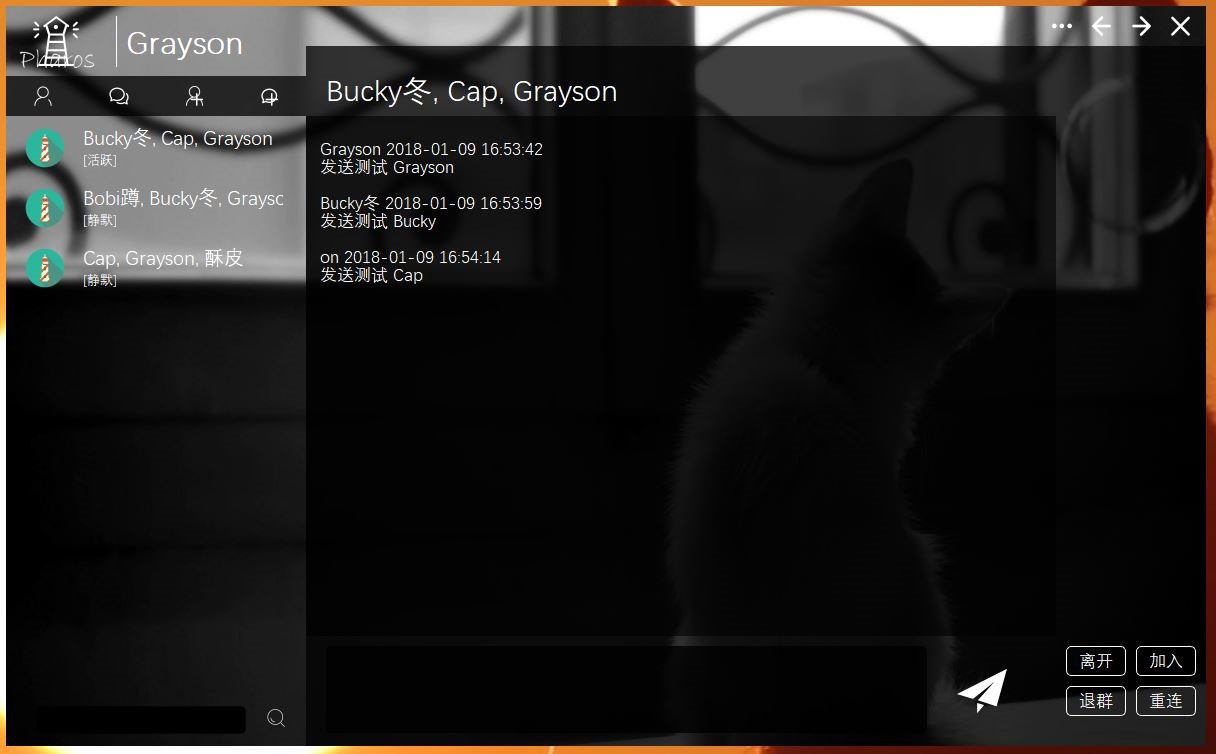 Pharos
Grayson
Bucky冬, Cap, Grayson
[活跃]
Bobi蹲, Bucky冬, Graysc
[静默]
Cap, Grayson, 酥皮
[静默]
Bucky冬, Cap, Grayson
Grayson 2018-01-09 16:53:42
发送测试 Grayson
Bucky冬 2018-01-09 16:53:59
发送测试 Bucky
on 2018-01-09 16:54:14
发送测试 Cap
离开
加入
退群
重连